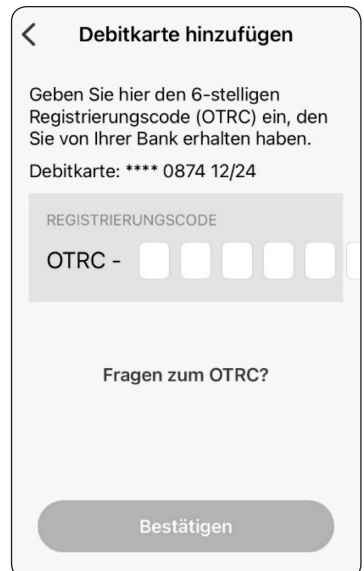 Debitkarte hinzufügen
Geben Sie hier den 6-stelligen
Registrierungscode (OTRC) ein, den
Sie von Ihrer Bank erhalten haben.
Debitkarte: **** 0874 12/24
REGISTRIERUNGSCODE
OTRC -
Fragen zum OTRC?
Bestätigen